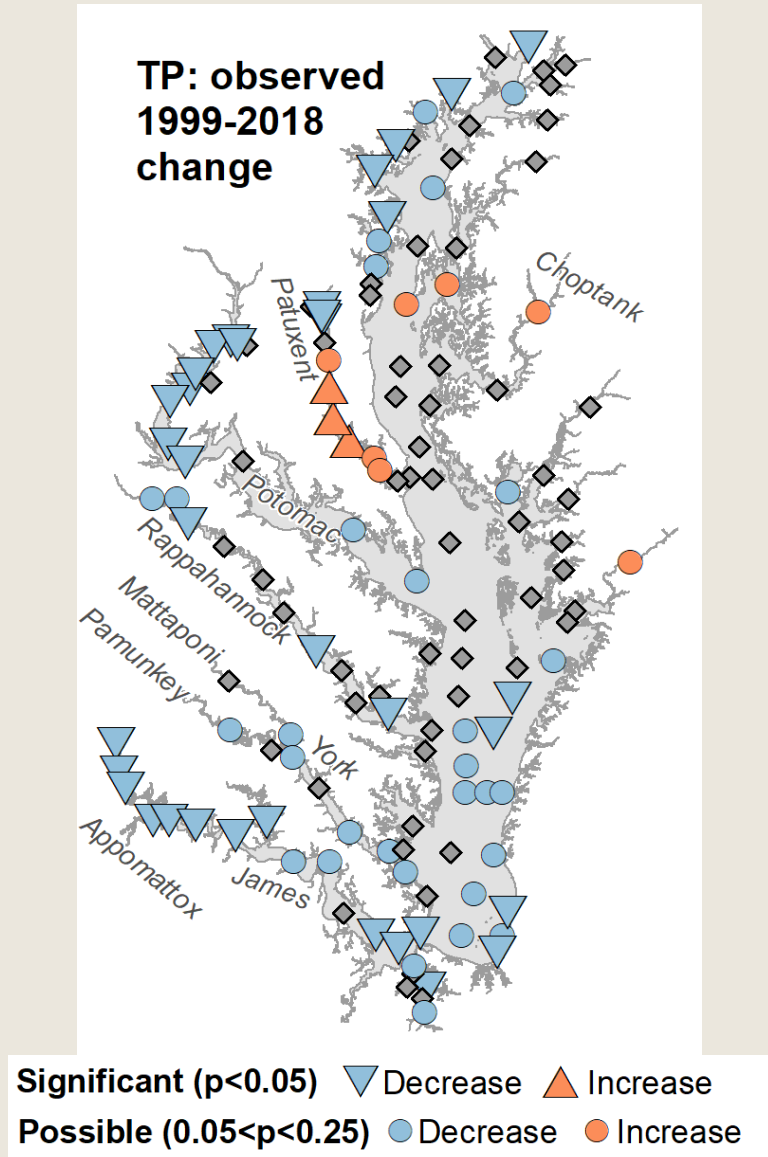 TP: observed
1999-2018
change
Choptank
Patuxent
Potomac
Rappahannock
Mattaponi
Pamunkey
York
Appomattox
James
Significant (p<0.05) Decrease Increase
Possible (0.05<p<0.25) Decrease Increase